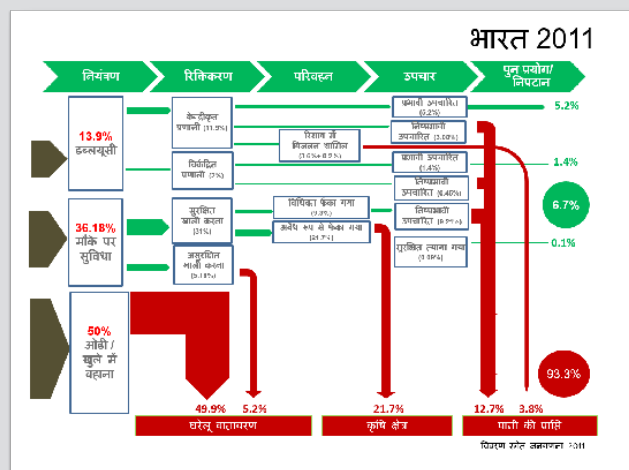 भारत 2011
नियंत्रण
रिक्तिकरण
परिवहन
उपचार
पुन प्रयोग/
निपटान
13.9%
डब्लयूसी
36.18%
मौके पर
सुविधा
50%
ओडी /
खुले में
बहाना
केन्द्रीकृत
प्रणाली (11.9%)
विकेंद्रित
प्रणाली (2%)
सुरक्षित
खाली करना
(31%)
असुरक्षित
खाली करना
रिसाव में
विधिवत फेंका गया
अवैध रूप से फेंका गया
प्रभावी उपचारित
(5.2%)
निष्प्रभावी
उपचारित
प्रभावी उपचारित
(1.4%)
निष्प्रभावी
उपचारित
निष्प्रभावी
उपचारित
सुरक्षित त्यागा गया
5.2%
1.4%
6.7%
0.1%
93.3%
49.9%
5.2%
21.7%
12.7%
3.8%
घरेलू वातावरण
कृषि क्षेत्र
पानी की प्राप्ति
जनगणना 2011